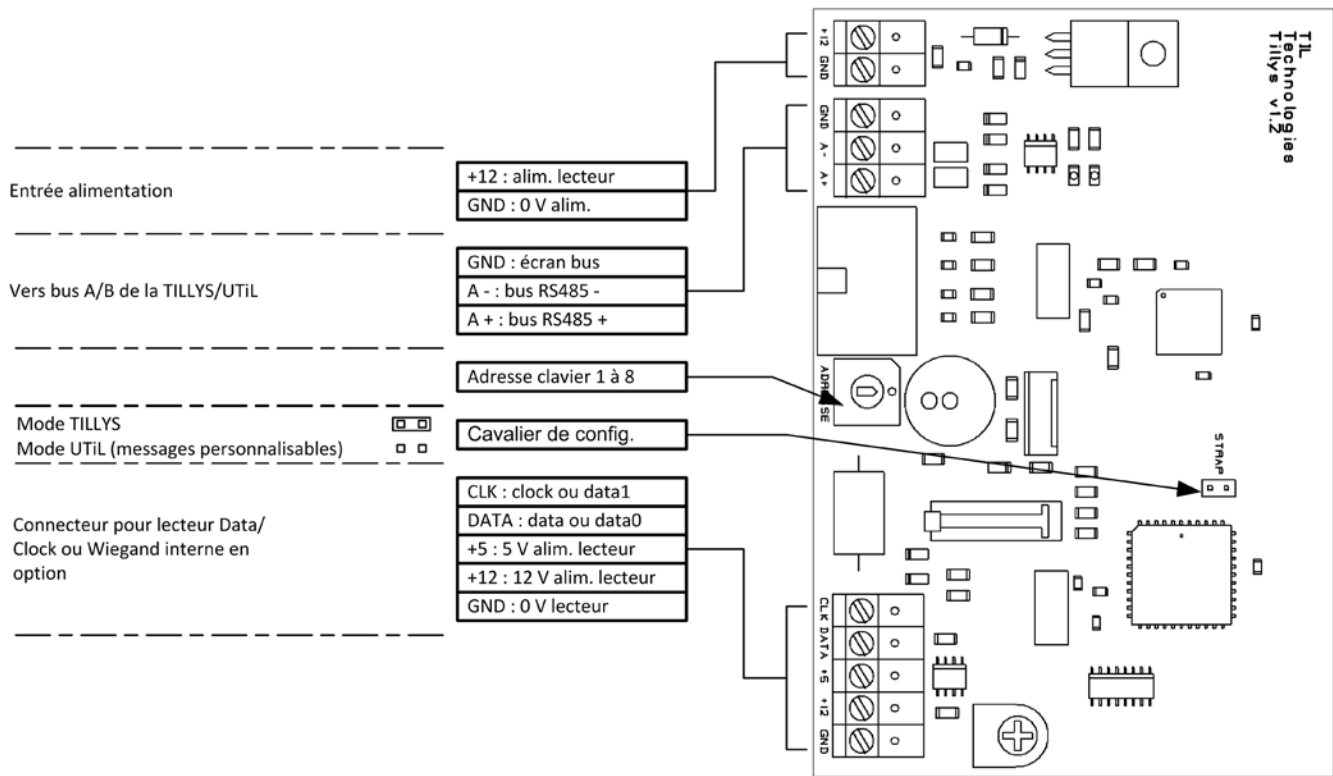 Entrée alimentation
+12 : alim. lecteur
GND : 0 V alim.
Vers bus A/B de la TILLYS/UTiL
GND : écran bus
A - : bus RS485 -
A + : bus RS485 +
Adresse clavier 1 à 8
Mode TILLYS
Mode UTiL (messages personnalisables)
Cavalier de config.
Connecteur pour lecteur Data/
Clock ou Wiegand interne en
option
CLK : clock ou data1
DATA : data ou data0
+5 : 5 V alim. lecteur
+12 : 12 V alim. lecteur
GND : 0 V lecteur
+12
GND
GND
A-
A+
ADRESSE
STRAP
CLK
DATA
+5
+12
GND
TIL
Technologies
Tillys v1.2